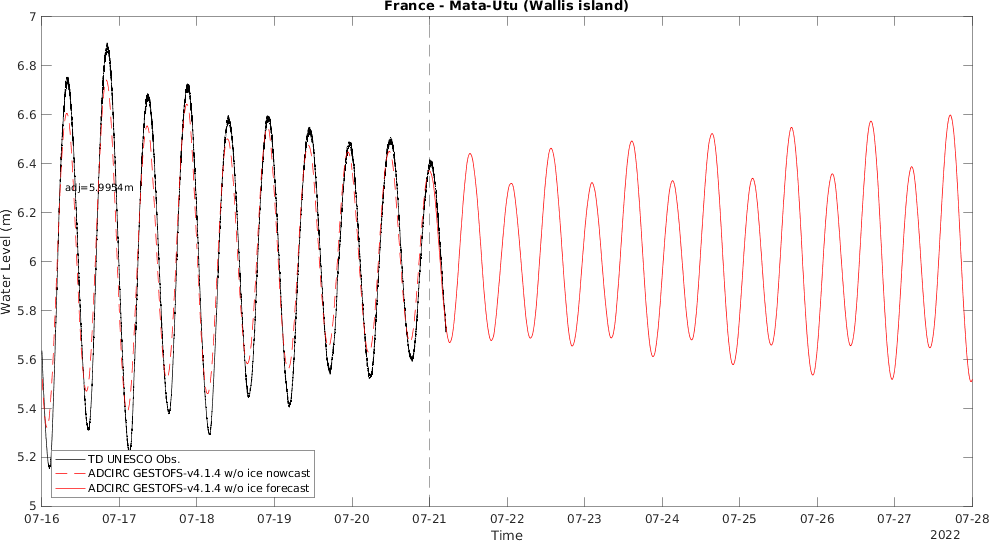 France - Mata-Utu (Wallis island)
7
6.8
6.6
6.4
6.2
6
5.8
5.6
5.4
5.2
5
Water Level (m)
adj=5.9954m
TD UNESCO Obs.
ADCIRC GESTOFS-v4.1.4 w/o ice nowcast
ADCIRC GESTOFS-v4.1.4 w/o ice forecast
07-16 07-17 07-18 07-19 07-20 07-21 07-22 07-23 07-24 07-25 07-26 07-27 07-28
Time
2022